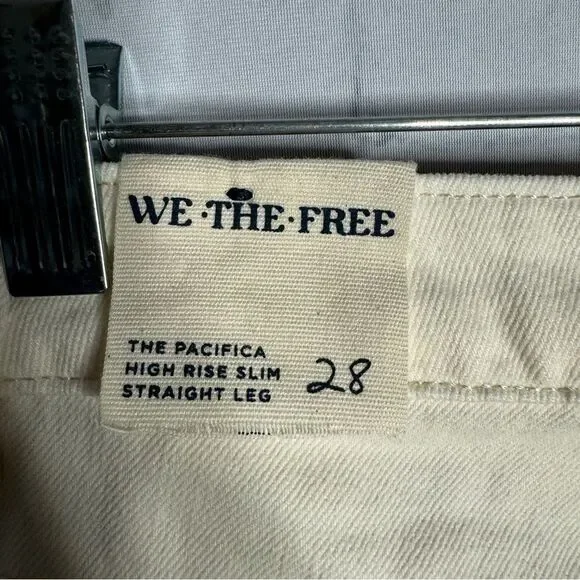 WE·THE·FREE
THE PACIFICA
HIGH RISE SLIM
STRAIGHT LEG
28